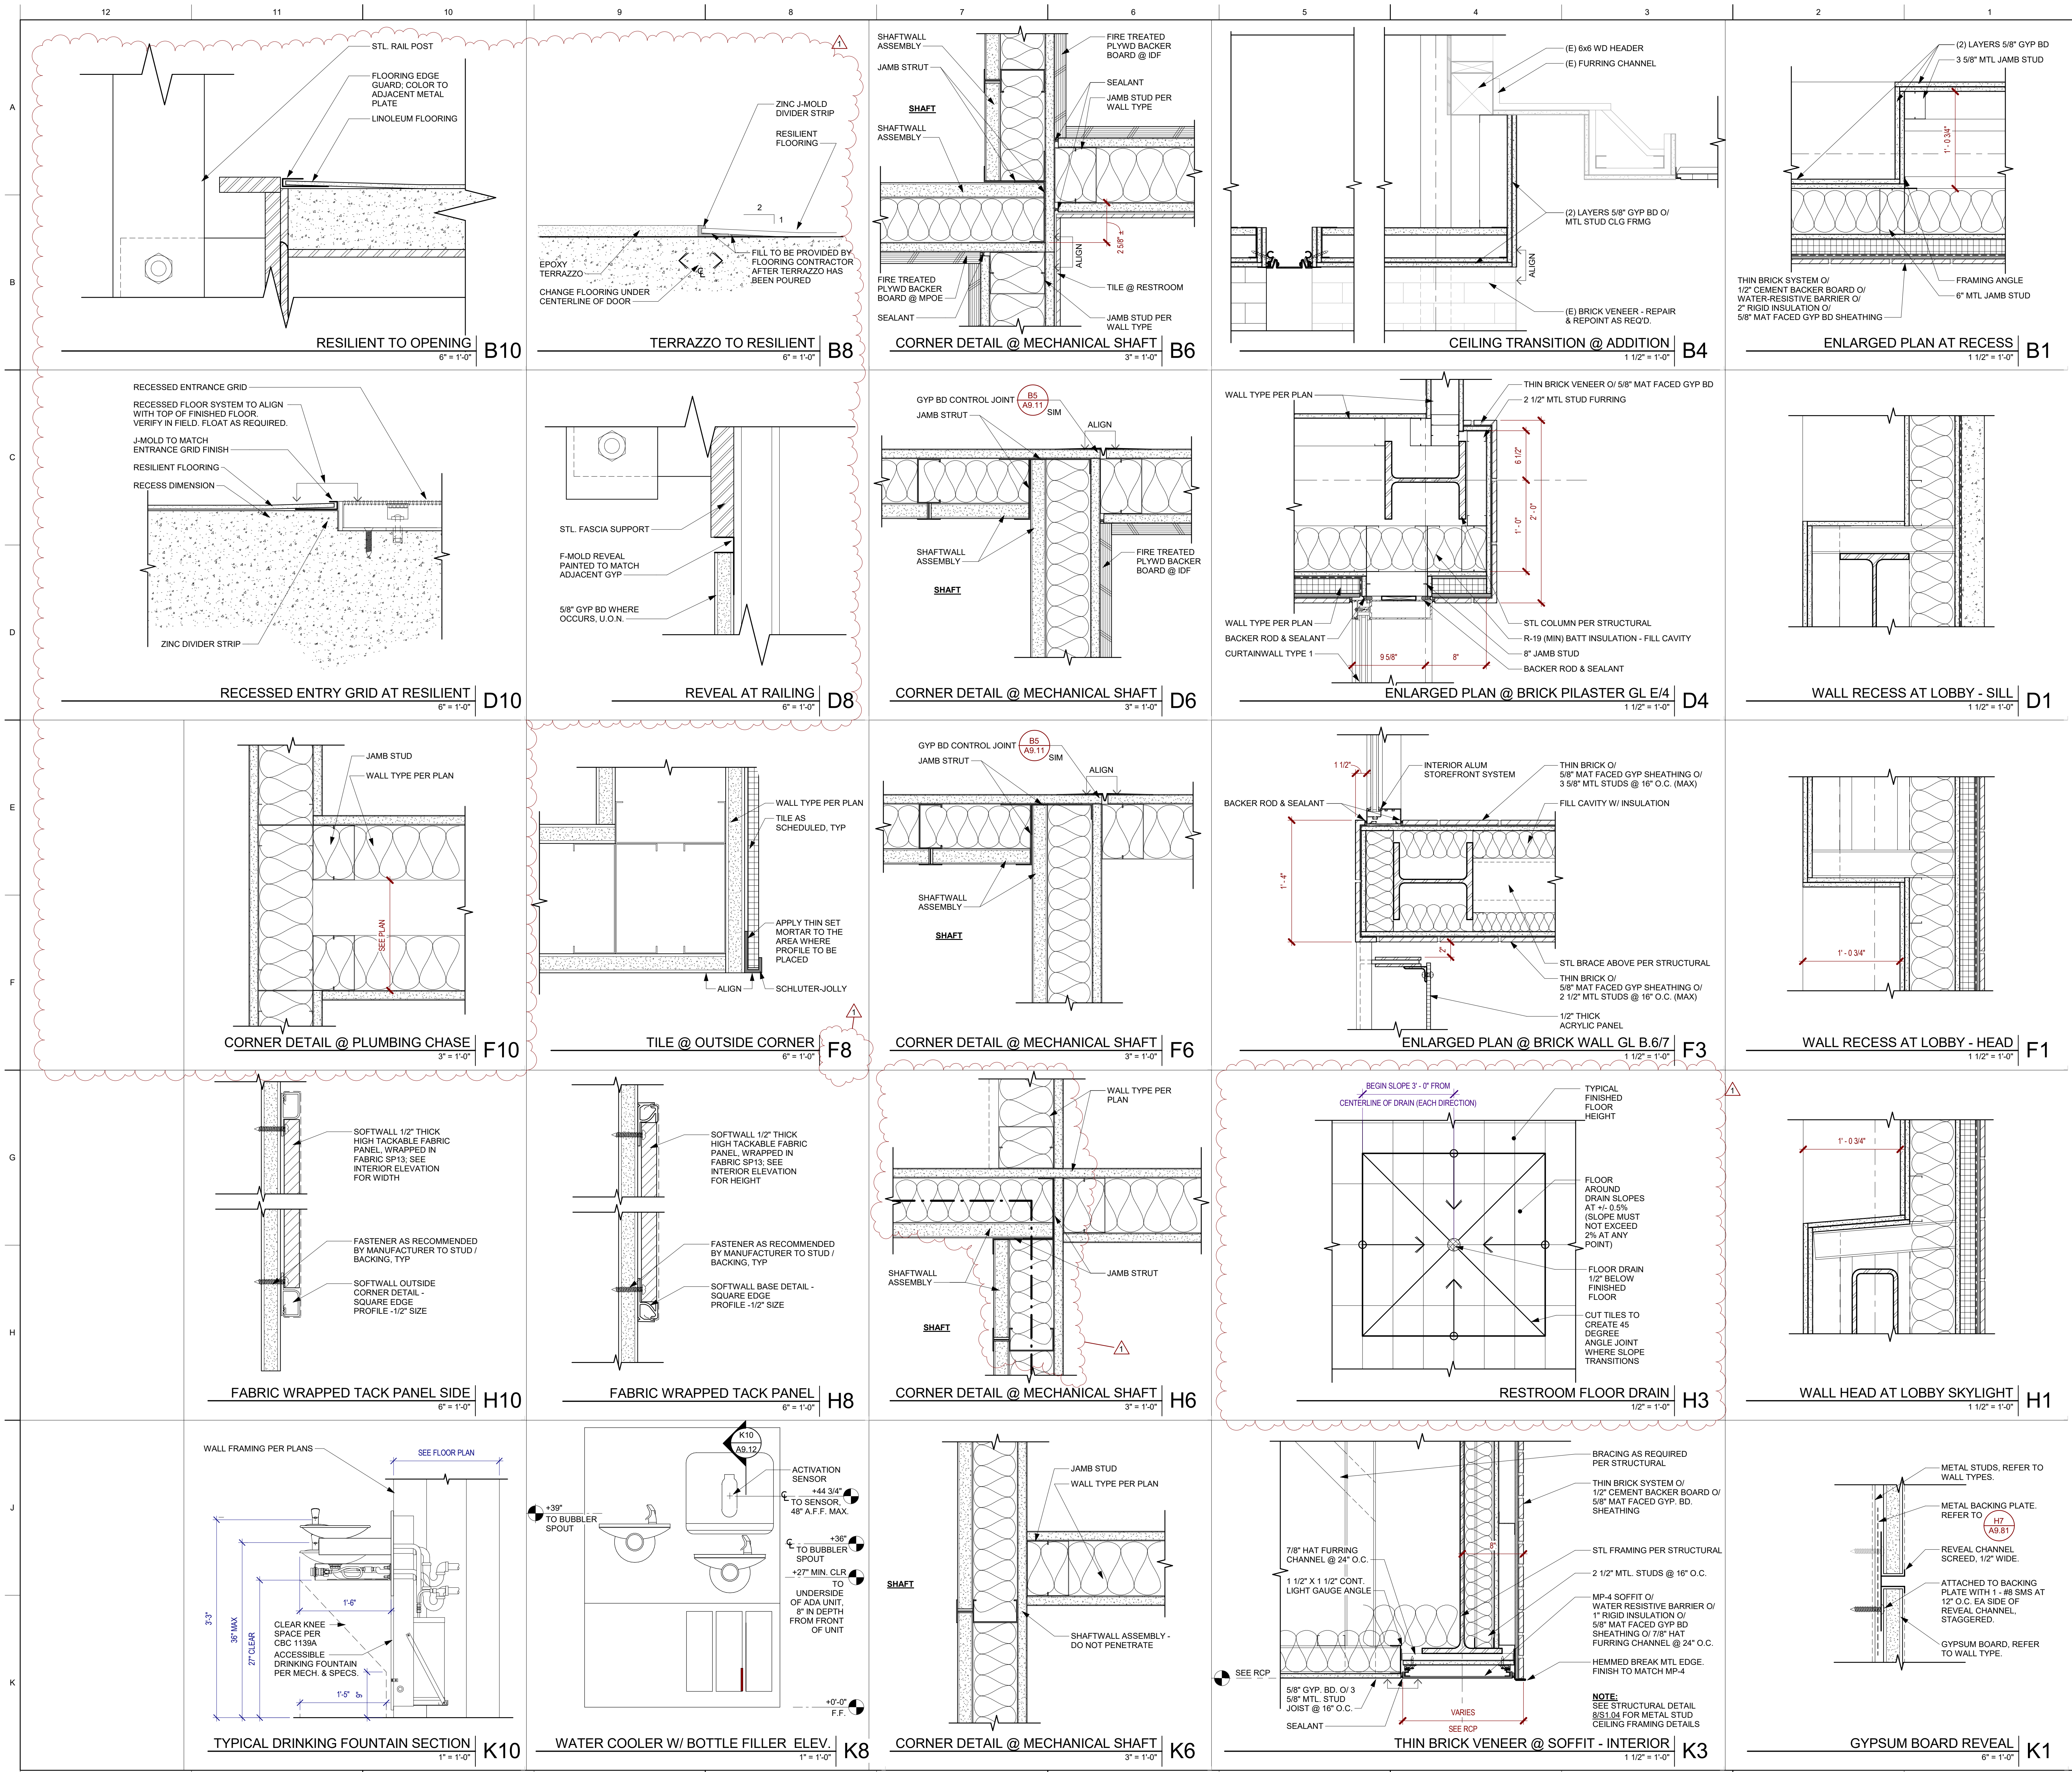 12 11 10 9 8 7 6 5 4 3 2 1
A
B
C
D
E
F
G
H
J
K
STL. RAIL POST
FLOORING EDGE
GUARD; COLOR TO
ADJACENT METAL
PLATE
LINOLEUM FLOORING
RESILIENT TO OPENING
6" = 1'-0"
B10
1
ZINC J-MOLD
DIVIDER STRIP
RESILIENT
FLOORING
2
1
EPOXY
TERRAZZO
CHANGE FLOORING UNDER
CENTERLINE OF DOOR
FILL TO BE PROVIDED BY
FLOORING CONTRACTOR
AFTER TERRAZZO HAS
BEEN POURED
TERRAZZO TO RESILIENT
6" = 1'-0"
B8
SHAFTWALL
ASSEMBLY
JAMB STRUT
SHAFT
SHAFTWALL
ASSEMBLY
FIRE TREATED
PLYWD BACKER
BOARD @ MPOE
SEALANT
FIRE TREATED
PLYWD BACKER
BOARD @ IDF
SEALANT
JAMB STUD PER
WALL TYPE
2 5/8" ±
ALIGN
TILE @ RESTROOM
JAMB STUD PER
WALL TYPE
CORNER DETAIL @ MECHANICAL SHAFT
3" = 1'-0"
B6
(E) 6x6 WD HEADER
(E) FURRING CHANNEL
(2) LAYERS 5/8" GYP BD O/
MTL STUD CLG FRMG
ALIGN
(E) BRICK VENEER - REPAIR
& REPOINT AS REQ'D.
CEILING TRANSITION @ ADDITION
1 1/2" = 1'-0"
B4
(2) LAYERS 5/8" GYP BD
3 5/8" MTL JAMB STUD
1' - 0 3/4"
THIN BRICK SYSTEM O/
1/2" CEMENT BACKER BOARD O/
WATER-RESISTIVE BARRIER O/
2" RIGID INSULATION O/
5/8" MAT FACED GYP BD SHEATHING
FRAMING ANGLE
6" MTL JAMB STUD
ENLARGED PLAN AT RECESS
1 1/2" = 1'-0"
B1
RECESSED ENTRANCE GRID
RECESSED FLOOR SYSTEM TO ALIGN
WITH TOP OF FINISHED FLOOR.
VERIFY IN FIELD. FLOAT AS REQUIRED.
J-MOLD TO MATCH
ENTRANCE GRID FINISH
RESILIENT FLOORING
RECESS DIMENSION
ZINC DIVIDER STRIP
RECESSED ENTRY GRID AT RESILIENT
6" = 1'-0"
D10
STL. FASCIA SUPPORT
F-MOLD REVEAL
PAINTED TO MATCH
ADJACENT GYP
5/8" GYP BD WHERE
OCCURS, U.O.N.
REVEAL AT RAILING
6" = 1'-0"
D8
GYP BD CONTROL JOINT
B5
A9.11
SIM
JAMB STRUT
ALIGN
SHAFTWALL
ASSEMBLY
SHAFT
FIRE TREATED
PLYWD BACKER
BOARD @ IDF
CORNER DETAIL @ MECHANICAL SHAFT
3" = 1'-0"
D6
WALL TYPE PER PLAN
THIN BRICK VENEER O/ 5/8" MAT FACED GYP BD
2 1/2" MTL STUD FURRING
6 1/2"
1' - 0"
2' - 0"
WALL TYPE PER PLAN
BACKER ROD & SEALANT
CURTAINWALL TYPE 1
9 5/8"
8"
STL COLUMN PER STRUCTURAL
R-19 (MIN) BATT INSULATION - FILL CAVITY
8" JAMB STUD
BACKER ROD & SEALANT
ENLARGED PLAN @ BRICK PILASTER GL E/4
1 1/2" = 1'-0"
D4
WALL RECESS AT LOBBY - SILL
1 1/2" = 1'-0"
D1
JAMB STUD
WALL TYPE PER PLAN
SEE PLAN
CORNER DETAIL @ PLUMBING CHASE
3" = 1'-0"
F10
WALL TYPE PER PLAN
TILE AS
SCHEDULED, TYP
APPLY THIN SET
MORTAR TO THE
AREA WHERE
PROFILE TO BE
PLACED
ALIGN
SCHLUTER-JOLLY
1
TILE @ OUTSIDE CORNER
6" = 1'-0"
F8
GYP BD CONTROL JOINT
B5
A9.11
SIM
JAMB STRUT
ALIGN
SHAFTWALL
ASSEMBLY
SHAFT
CORNER DETAIL @ MECHANICAL SHAFT
3" = 1'-0"
F6
1 1/2"
INTERIOR ALUM
STOREFRONT SYSTEM
BACKER ROD & SEALANT
THIN BRICK O/
5/8" MAT FACED GYP SHEATHING O/
3 5/8" MTL STUDS @ 16" O.C. (MAX)
FILL CAVITY W/ INSULATION
1' - 4"
2"
STL BRACE ABOVE PER STRUCTURAL
THIN BRICK O/
5/8" MAT FACED GYP SHEATHING O/
2 1/2" MTL STUDS @ 16" O.C. (MAX)
1/2" THICK
ACRYLIC PANEL
ENLARGED PLAN @ BRICK WALL GL B.6/7
1 1/2" = 1'-0"
F3
1' - 0 3/4"
WALL RECESS AT LOBBY - HEAD
1 1/2" = 1'-0"
F1
SOFTWALL 1/2" THICK
HIGH TACKABLE FABRIC
PANEL, WRAPPED IN
FABRIC SP13; SEE
INTERIOR ELEVATION
FOR WIDTH
FASTENER AS RECOMMENDED
BY MANUFACTURER TO STUD /
BACKING, TYP
SOFTWALL OUTSIDE
CORNER DETAIL -
SQUARE EDGE
PROFILE -1/2" SIZE
FABRIC WRAPPED TACK PANEL SIDE
6" = 1'-0"
H10
SOFTWALL 1/2" THICK
HIGH TACKABLE FABRIC
PANEL, WRAPPED IN
FABRIC SP13; SEE
INTERIOR ELEVATION
FOR HEIGHT
FASTENER AS RECOMMENDED
BY MANUFACTURER TO STUD /
BACKING, TYP
SOFTWALL BASE DETAIL -
SQUARE EDGE
PROFILE -1/2" SIZE
FABRIC WRAPPED TACK PANEL
6" = 1'-0"
H8
WALL TYPE PER
PLAN
SHAFTWALL
ASSEMBLY
JAMB STRUT
SHAFT
1
CORNER DETAIL @ MECHANICAL SHAFT
3" = 1'-0"
H6
BEGIN SLOPE 3' - 0" FROM
CENTERLINE OF DRAIN (EACH DIRECTION)
TYPICAL
FINISHED
FLOOR
HEIGHT
FLOOR
AROUND
DRAIN SLOPES
AT +/- 0.5%
(SLOPE MUST
NOT EXCEED
2% AT ANY
POINT)
FLOOR DRAIN
1/2" BELOW
FINISHED
FLOOR
CUT TILES TO
CREATE 45
DEGREE
ANGLE JOINT
WHERE SLOPE
TRANSITIONS
1
RESTROOM FLOOR DRAIN
1/2" = 1'-0"
H3
1' - 0 3/4"
WALL HEAD AT LOBBY SKYLIGHT
1 1/2" = 1'-0"
H1
WALL FRAMING PER PLANS
SEE FLOOR PLAN
3'-3"
36" MAX
27" CLEAR
1'-6"
CLEAR KNEE
SPACE PER
CBC 1139A
ACCESSIBLE
DRINKING FOUNTAIN
PER MECH. & SPECS.
1'-5"
9"
TYPICAL DRINKING FOUNTAIN SECTION
1" = 1'-0"
K10
K10
A9.12
ACTIVATION
SENSOR
+44 3/4"
TO SENSOR,
48" A.F.F. MAX.
+39"
TO BUBBLER
SPOUT
+36"
TO BUBBLER
SPOUT
+27" MIN. CLR
TO
UNDERSIDE
OF ADA UNIT,
8" IN DEPTH
FROM FRONT
OF UNIT
+0'-0"
F.F.
WATER COOLER W/ BOTTLE FILLER ELEV.
1" = 1'-0"
K8
JAMB STUD
WALL TYPE PER PLAN
SHAFT
SHAFTWALL ASSEMBLY -
DO NOT PENETRATE
CORNER DETAIL @ MECHANICAL SHAFT
3" = 1'-0"
K6
BRACING AS REQUIRED
PER STRUCTURAL
THIN BRICK SYSTEM O/
1/2" CEMENT BACKER BOARD O/
5/8" MAT FACED GYP. BD.
SHEATHING
8"
7/8" HAT FURRING
CHANNEL @ 24" O.C.
1 1/2" X 1 1/2" CONT.
LIGHT GAUGE ANGLE
STL FRAMING PER STRUCTURAL
2 1/2" MTL. STUDS @ 16" O.C.
MP-4 SOFFIT O/
WATER RESISTIVE BARRIER O/
1" RIGID INSULATION O/
5/8" MAT FACED GYP BD
SHEATHING O/ 7/8" HAT
FURRING CHANNEL @ 24" O.C.
HEMMED BREAK MTL EDGE.
FINISH TO MATCH MP-4
SEE RCP
5/8" GYP. BD. O/ 3
5/8" MTL. STUD
JOIST @ 16" O.C.
SEALANT
VARIES
SEE RCP
NOTE:
SEE STRUCTURAL DETAIL
8/S1.04 FOR METAL STUD
CEILING FRAMING DETAILS
THIN BRICK VENEER @ SOFFIT - INTERIOR
1 1/2" = 1'-0"
K3
METAL STUDS, REFER TO
WALL TYPES.
METAL BACKING PLATE.
REFER TO
H7
A9.81
REVEAL CHANNEL
SCREED, 1/2" WIDE.
ATTACHED TO BACKING
PLATE WITH 1 - #8 SMS AT
12" O.C. EA SIDE OF
REVEAL CHANNEL,
STAGGERED.
GYPSUM BOARD, REFER
TO WALL TYPE.
GYPSUM BOARD REVEAL
6" = 1'-0"
K1